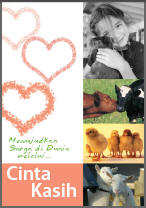 Mewujudkan
Surga di Dunia
melalui...
Cinta
Kasih